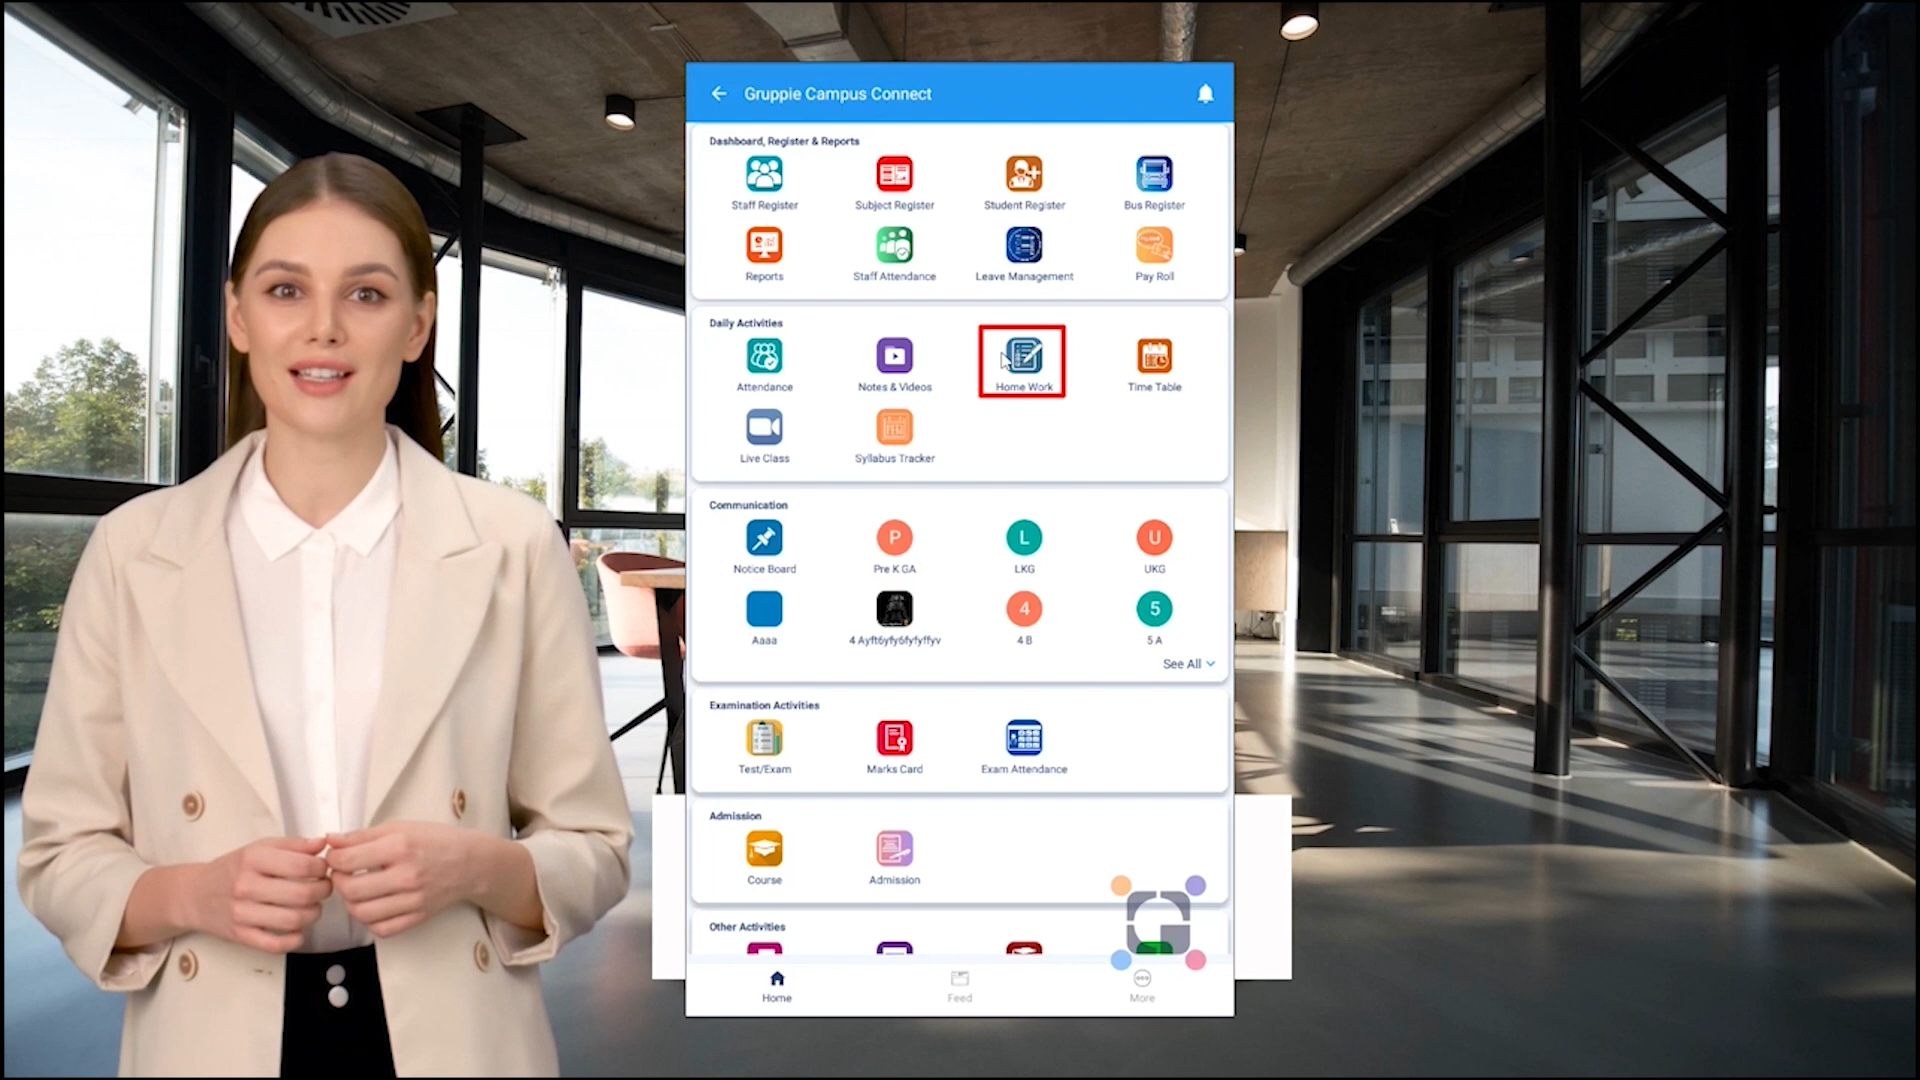 Gruppie Campus Connect
Dashboard, Register & Reports
Staff Register Subject Register Student Register Bus Register
Reports Staff Attendance Leave Management Pay Roll
Daily Activities
Attendance Notes & Videos Home Work Time Table
Live Class Syllabus Tracker
Communication
P L U
Notice Board Pre K GA LKG UKG
4 5
Aaaa 4 Ayft6yfy6fyfyffyv 4 B 5 A
See All
Examination Activities
Test/Exam Marks Card Exam Attendance
Admission
Course Admission
Other Activities
G
Home Feed More